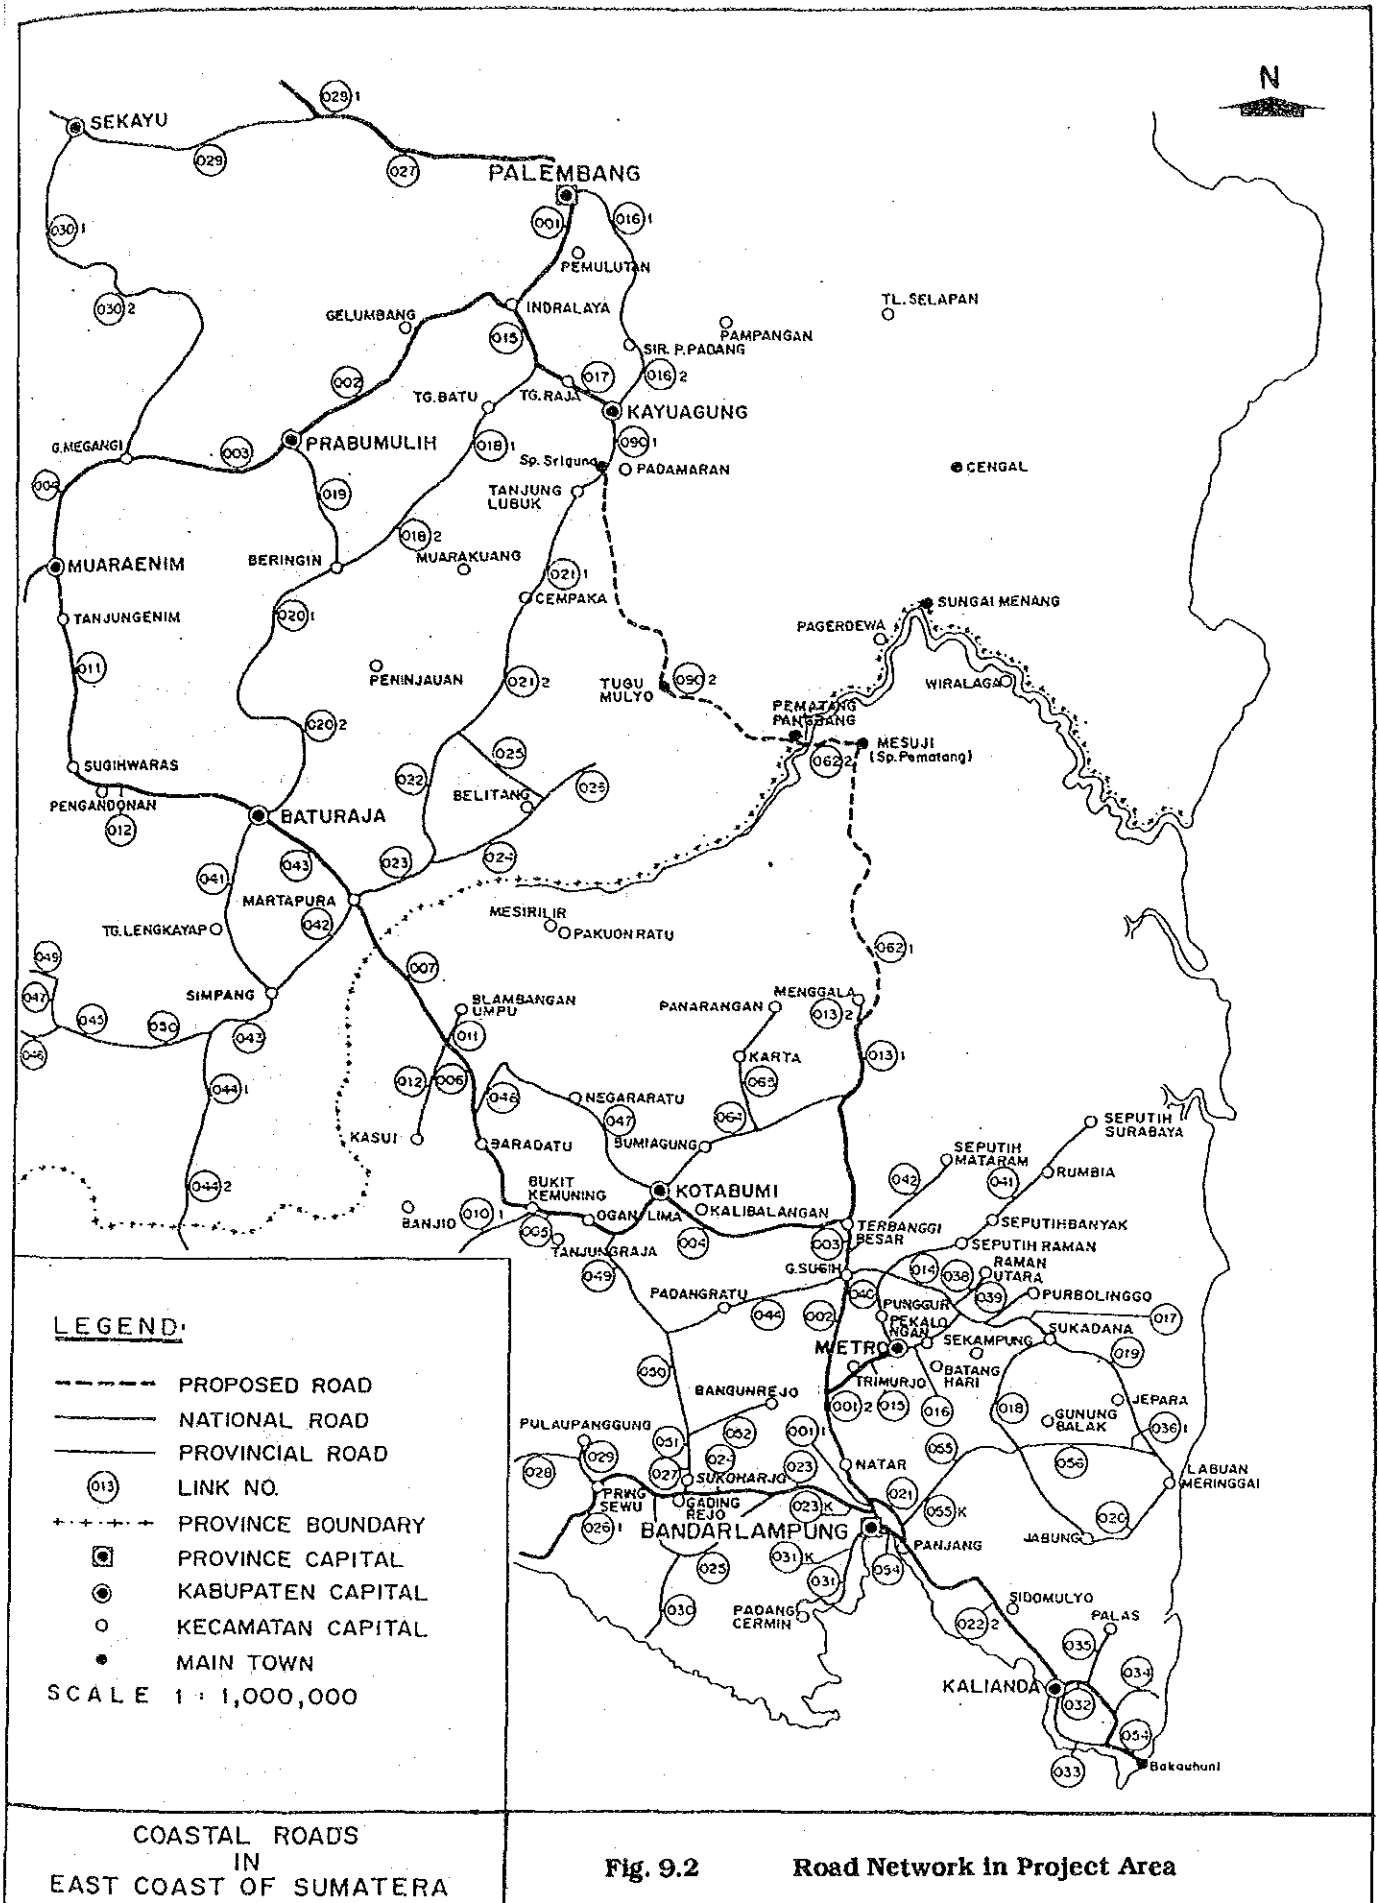 N
029 1
SEKAYU
029
027
PALEMBANG
030 1
001
016 1
PEMULUTAN
030 2
TL. SELAPAN
GELUMBANG
INDRALAYA
PAMPANGAN
015
SIR. P. PADANG
002
017
016 2
TG. BATU
TG. RAJA
KAYUAGUNG
G. MEGANG
003
PRABUMULIH
018 1
090 1
Sp. Srigung
PADAMARAN
CENGAL
004
019
TANJUNG
LUBUK
018 2
MUARAENIM
BERINGIN
MUARAKUANG
021 1
CEMPAKA
SUNGAI MENANG
TANJUNGENIM
020 1
PAGERDEWA
011
PENINJAUAN
021 2
TUGU
MULYO
090 2
WIRALAGA
PEMATANG
PANGBANG
020 2
025
MESUJI
(Sp. Pematang)
SUGIHWARAS
022
062 2
PENGANDONAN
BELITANG
026
012
BATURAJA
043
023
024
041
MARTAPURA
042
MESIRILIR
TG. LENGKAYAP
PAKUONRATU
049
007
062 1
047
SIMPANG
BLAMBANGAN
UMPU
PANARANGAN
MENGGALA
013 2
045
050
043
011
046
KARTA
013 1
044 1
012
006
046
NEGARARATU
063
047
064
KASUI
BARADATU
BUMIAGUNG
SEPUTIH
SURABAYA
SEPUTIH
MATARAM
RUMBIA
044 2
BUKIT
KEMUNING
KOTABUMI
042
041
BANJIO
010 1
OGAN LIMA
KALIBALANGAN
TERBANGGI
BESAR
SEPUTIHBANYAK
005
TANJUNGRAJA
004
003
SEPUTIH RAMAN
049
G. SUGIH
014
038
RAMAN
UTARA
PADANGRATU
044
002
040
PUNGGUR
039
PURBOLINGGO
PEKALO
NGAN
SEKAMPUNG
SUKADANA
017
METRO
019
BATANG
HARI
TRIMURJO
050
BANGUNREJO
001 2
015
016
018
GUNUNG
BALAK
JEPARA
PULAUPANGGUNG
051
052
001 1
036 1
028
029
024
023
NATAR
055
056
027
SUKOHARJO
LABUAN
MERINGGAI
PRING
SEWU
GADING
REJO
023 K
021
055 K
020
026 1
BANDARLAMPUNG
PANJANG
JABUNG
025
031 K
031
054
030
PADANG
CERMIN
022 2
SIDOMULYO
PALAS
035
KALIANDA
034
032
054
033
Bakauhuni
LEGEND:
PROPOSED ROAD
NATIONAL ROAD
PROVINCIAL ROAD
013 LINK NO.
PROVINCE BOUNDARY
PROVINCE CAPITAL
KABUPATEN CAPITAL
KECAMATAN CAPITAL
MAIN TOWN
SCALE 1 : 1,000,000
COASTAL ROADS
IN
EAST COAST OF SUMATERA
Fig. 9.2 Road Network in Project Area